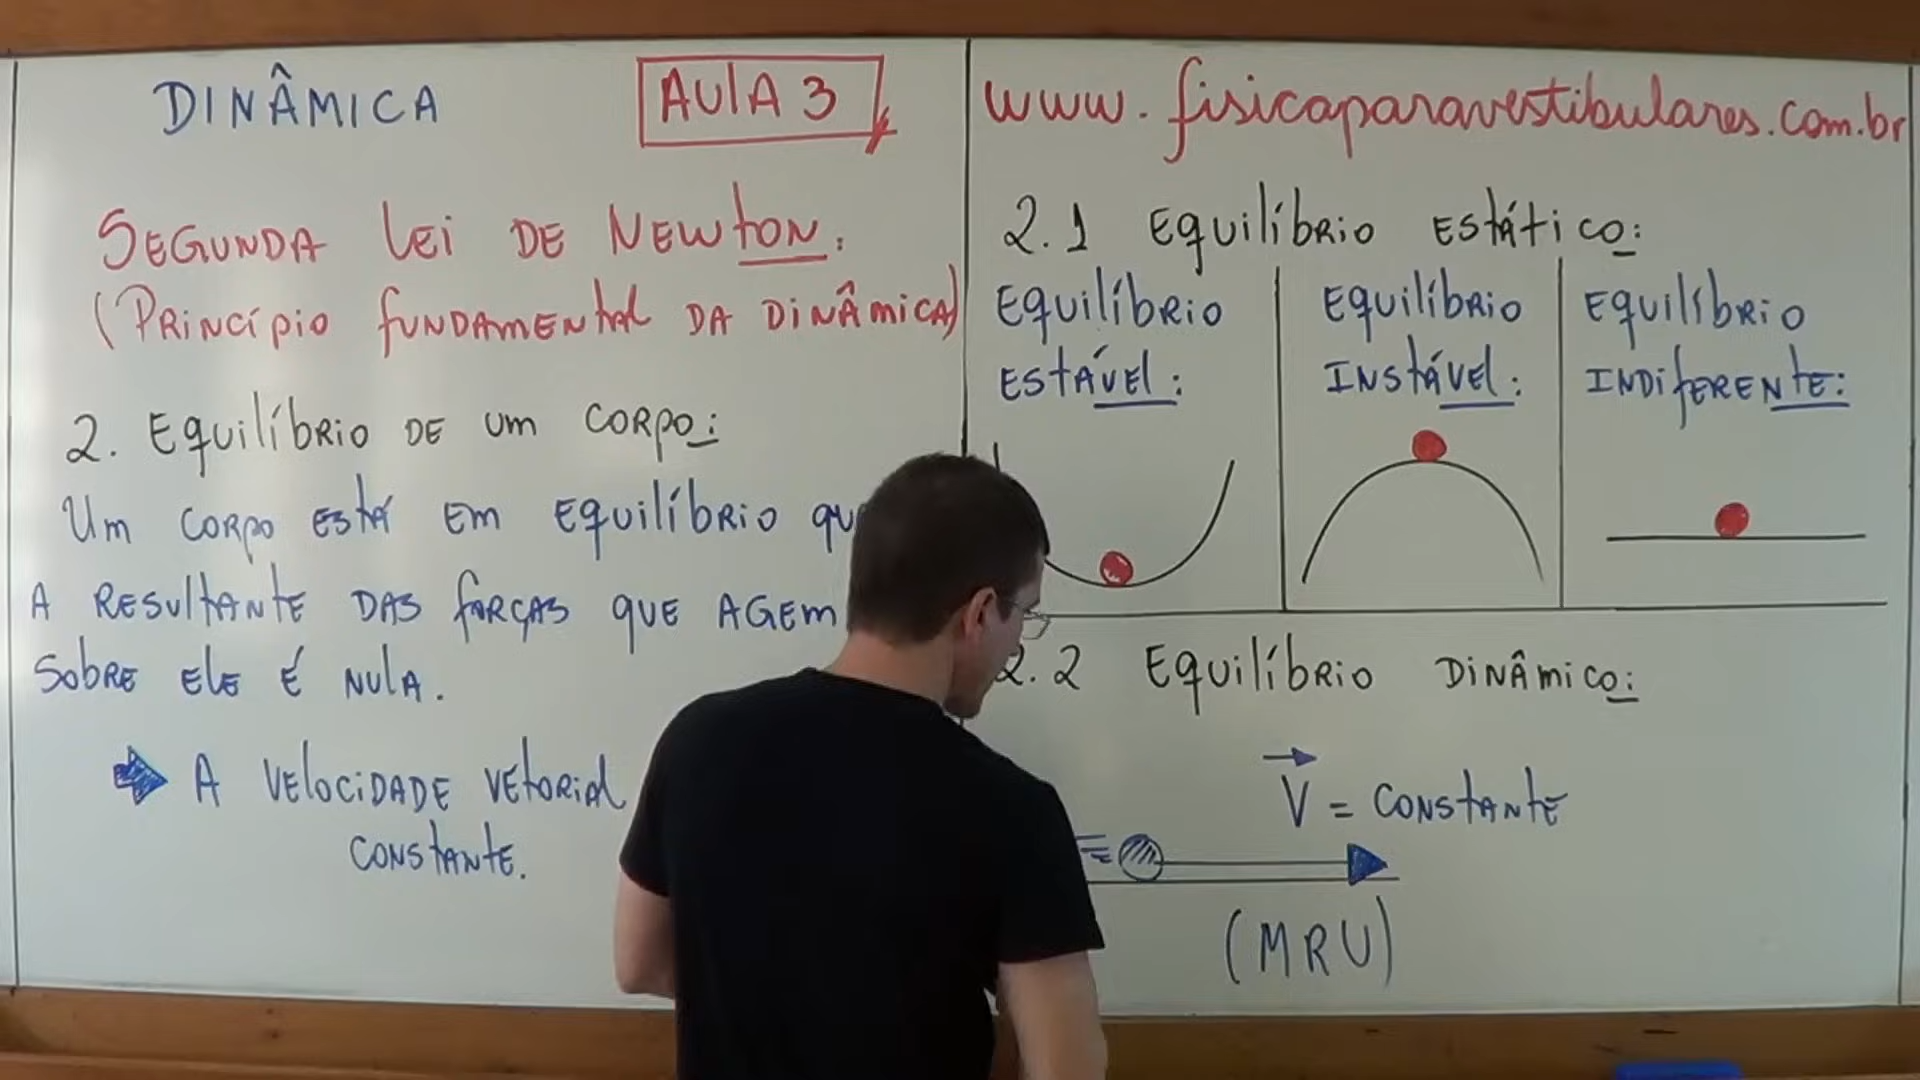 DINÂMICA
AULA 3
SEGUNDA LEI DE NEWTON:
(PRINCÍPIO FUNDAMENTAL DA DINÂMICA)
2. EQUILÍBRIO DE UM CORPO:
UM CORPO ESTÁ EM EQUILÍBRIO
A RESULTANTE DAS FORÇAS QUE AGEM
SOBRE ELE É NULA.
A VELOCIDADE VETORIAL
CONSTANTE.
www.fisicaparavestibulares.com.br
2.1 EQUILÍBRIO ESTÁTICO:
EQUILÍBRIO
ESTÁVEL:
EQUILÍBRIO
INSTÁVEL:
EQUILÍBRIO
INDIFERENTE:
2.2 EQUILÍBRIO DINÂMICO:
V = CONSTANTE
(MRU)